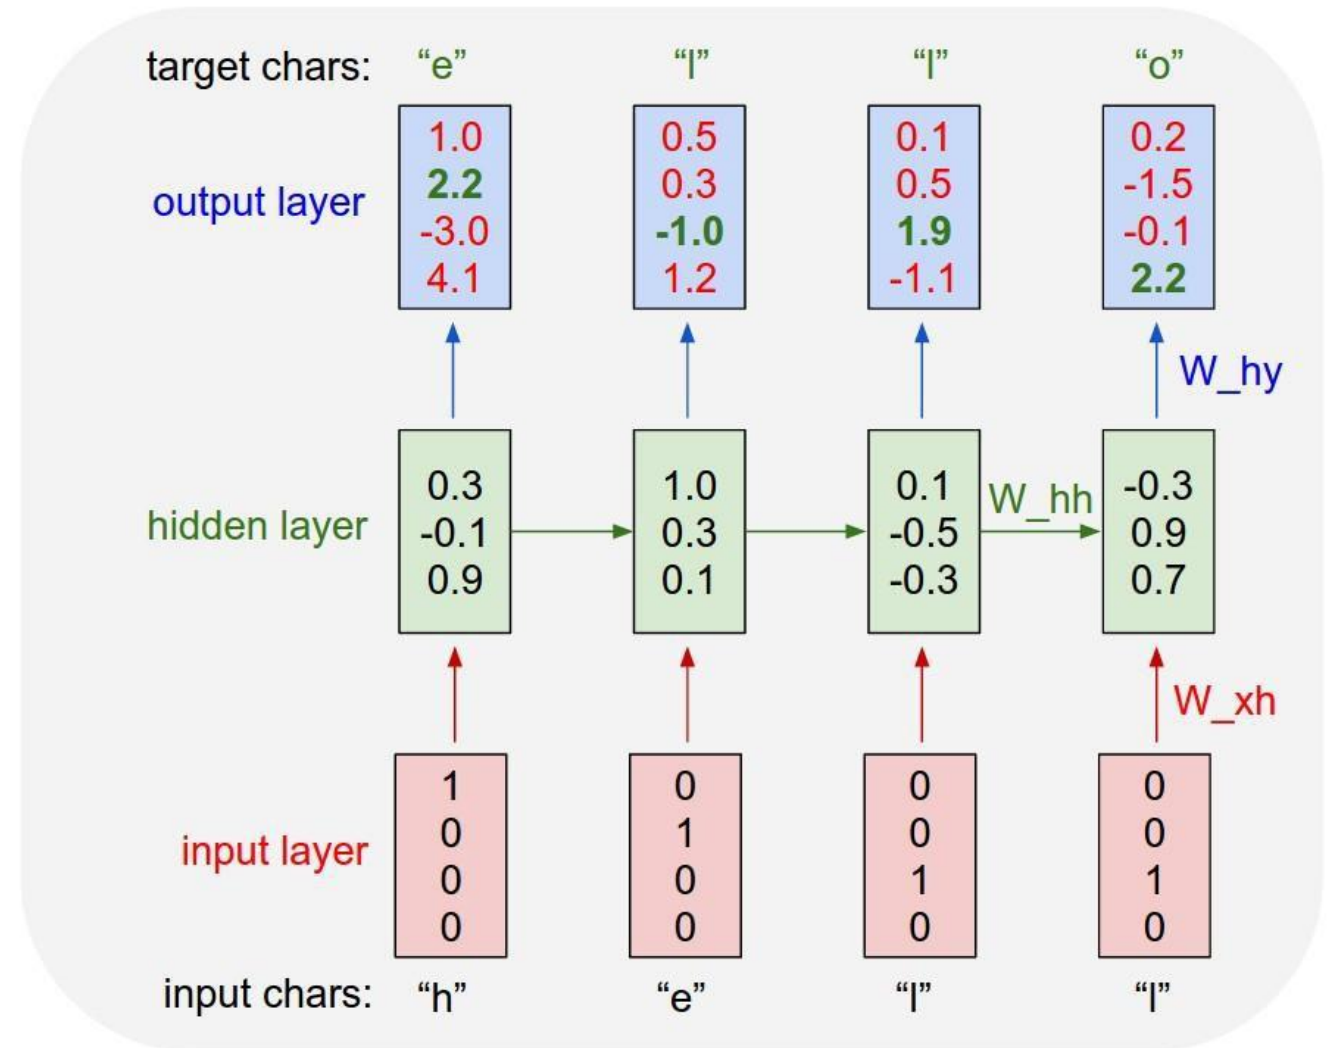 target chars: “e” “l” “l” “o”
1.0 0.5 0.1 0.2
2.2 0.3 0.5 -1.5
output layer
-3.0 -1.0 1.9 -0.1
4.1 1.2 -1.1 2.2
W_hy
0.3 1.0 0.1 -0.3
W_hh
hidden layer -0.1 0.3 -0.5 0.9
0.9 0.1 -0.3 0.7
W_xh
1 0 0 0
0 1 0 0
input layer
0 0 1 1
0 0 0 0
input chars: “h” “e” “l” “l”